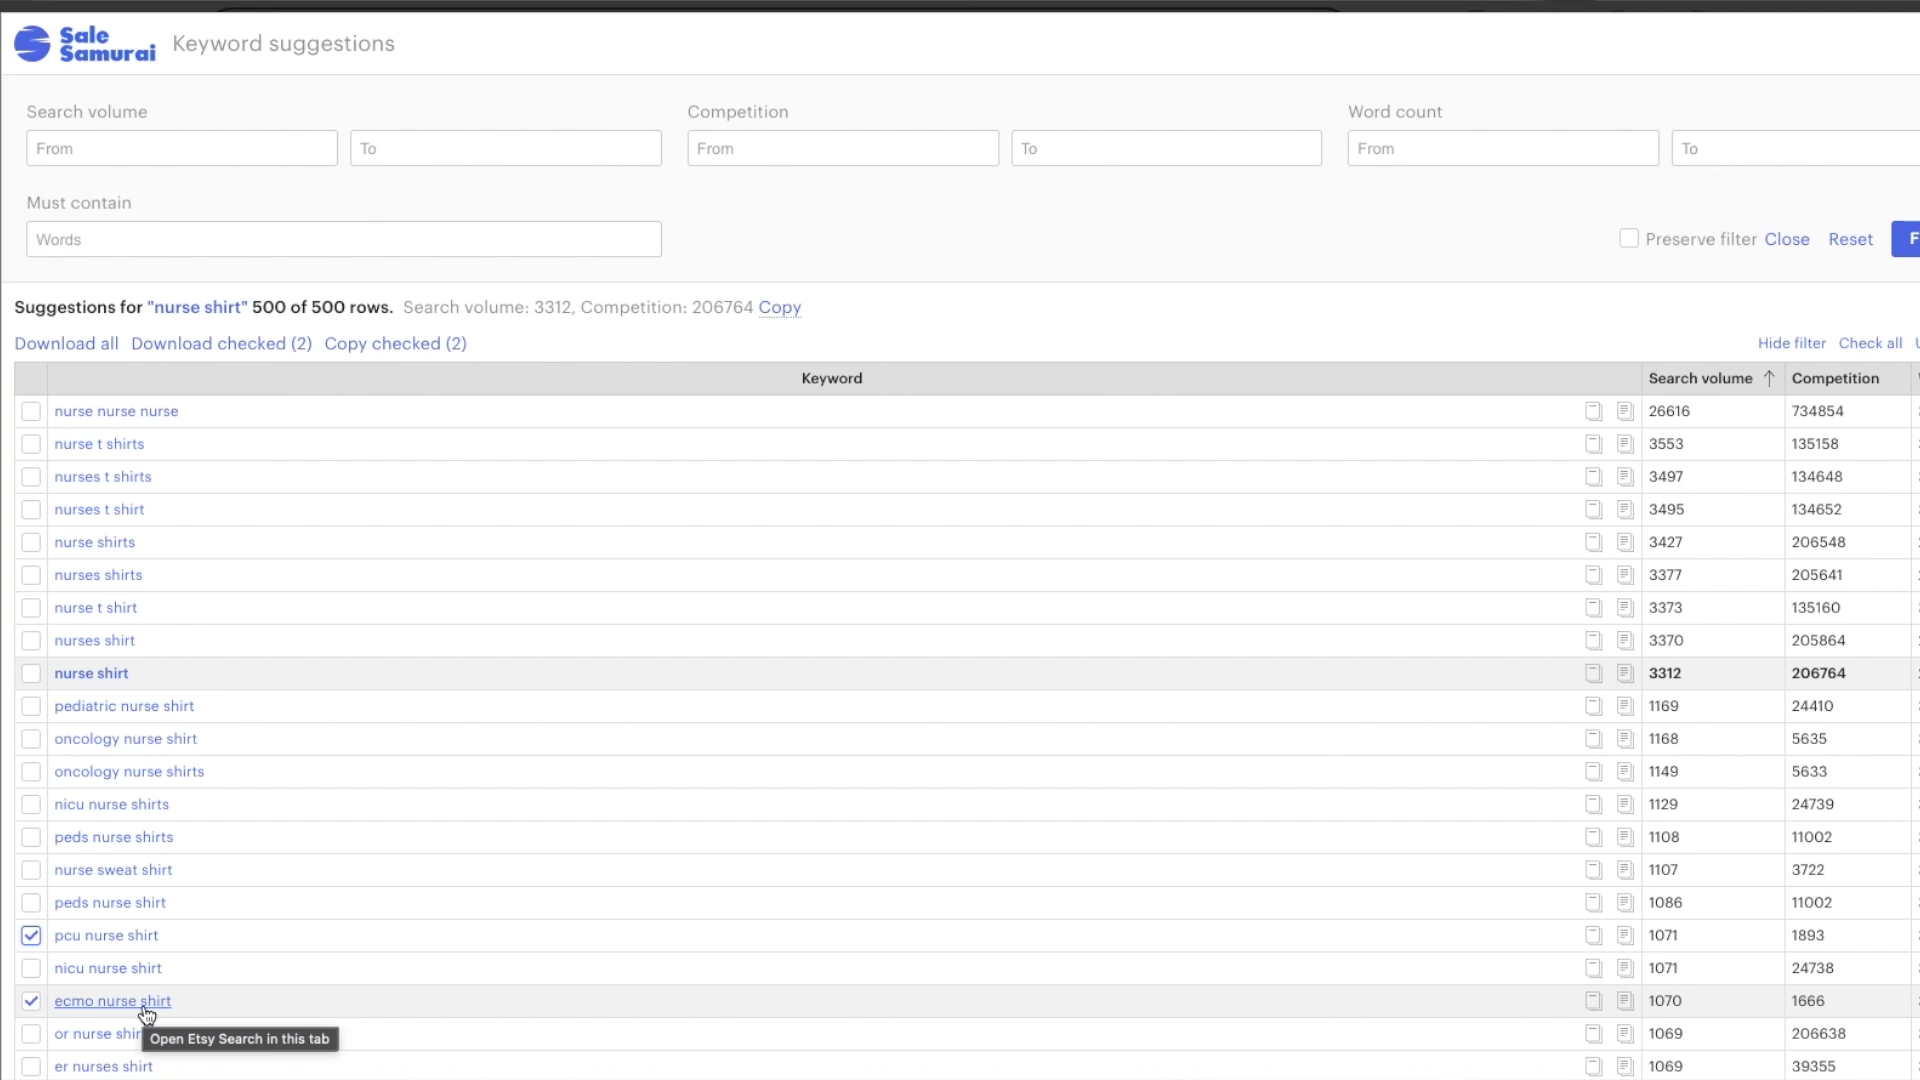 Sale Samurai Keyword suggestions
Search volume Competition Word count
From To From To From To
Must contain
Words
Preserve filter Close Reset F
Suggestions for "nurse shirt" 500 of 500 rows. Search volume: 3312, Competition: 206764 Copy
Download all Download checked (2) Copy checked (2) Hide filter Check all U
Keyword Search volume ↑ Competition
nurse nurse nurse 26616 734854
nurse t shirts 3553 135158
nurses t shirts 3497 134648
nurses t shirt 3495 134652
nurse shirts 3427 206548
nurses shirts 3377 205641
nurse t shirt 3373 135160
nurses shirt 3370 205864
nurse shirt 3312 206764
pediatric nurse shirt 1169 24410
oncology nurse shirt 1168 5635
oncology nurse shirts 1149 5633
nicu nurse shirts 1129 24739
peds nurse shirts 1108 11002
nurse sweat shirt 1107 3722
peds nurse shirt 1086 11002
pcu nurse shirt 1071 1893
nicu nurse shirt 1071 24738
ecmo nurse shirt 1070 1666
or nurse shir 1069 206638
Open Etsy Search in this tab
er nurses shirt 1069 39355